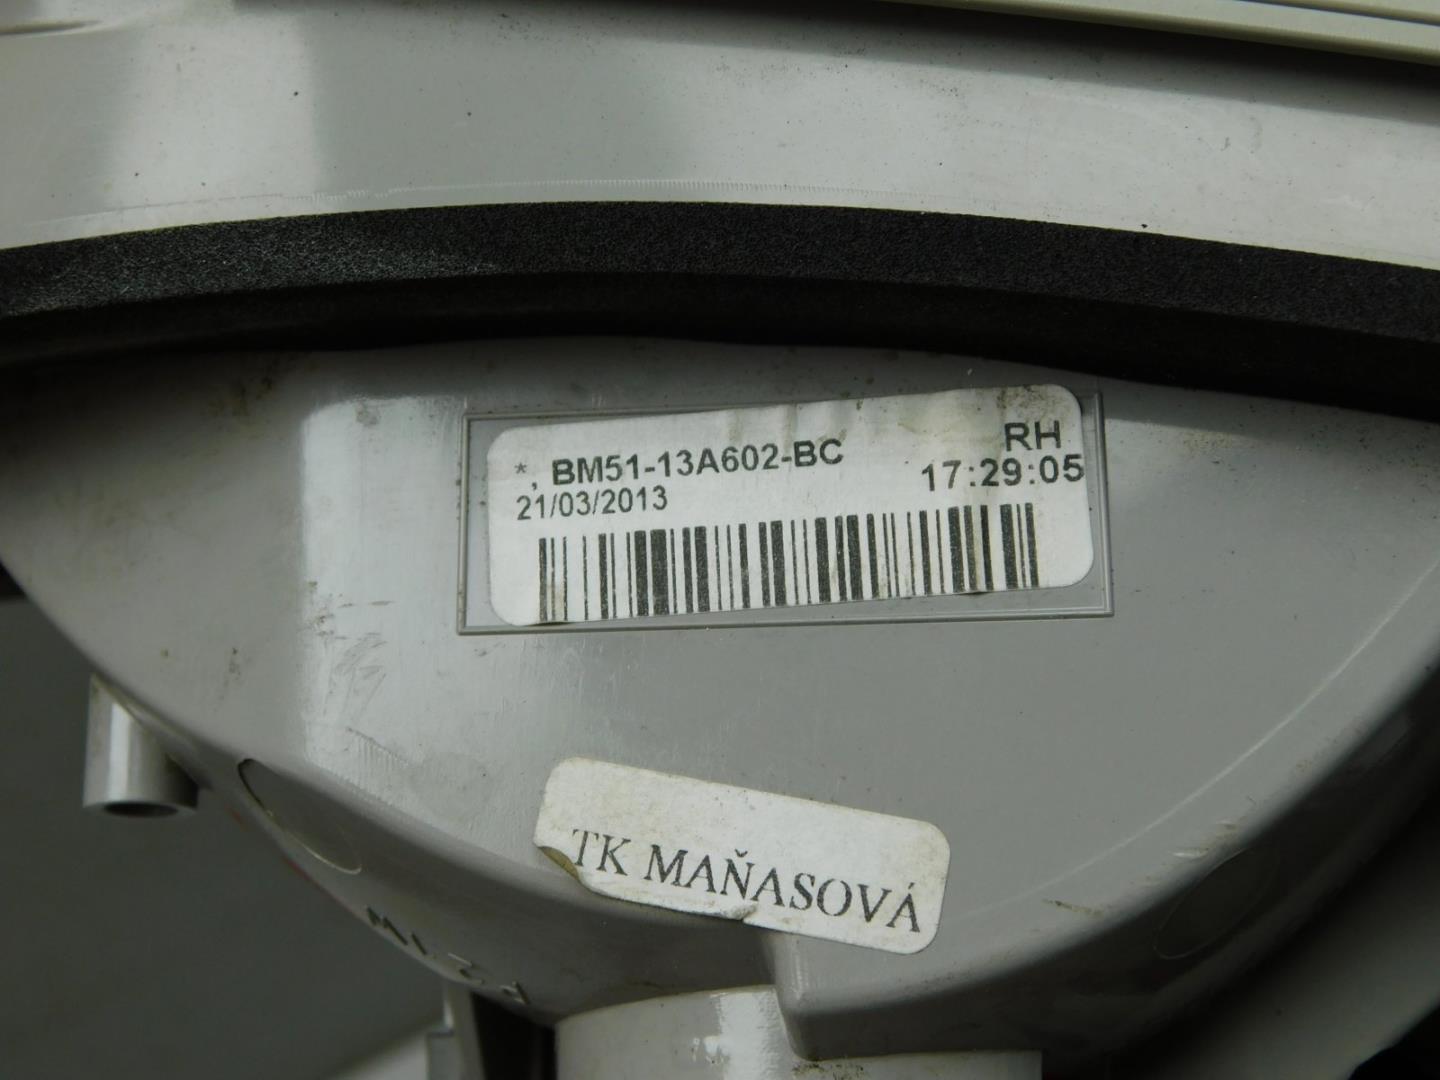 RH
*, BM51-13A602-BC
21/03/2013 17:29:05
TK MAŇASOVÁ